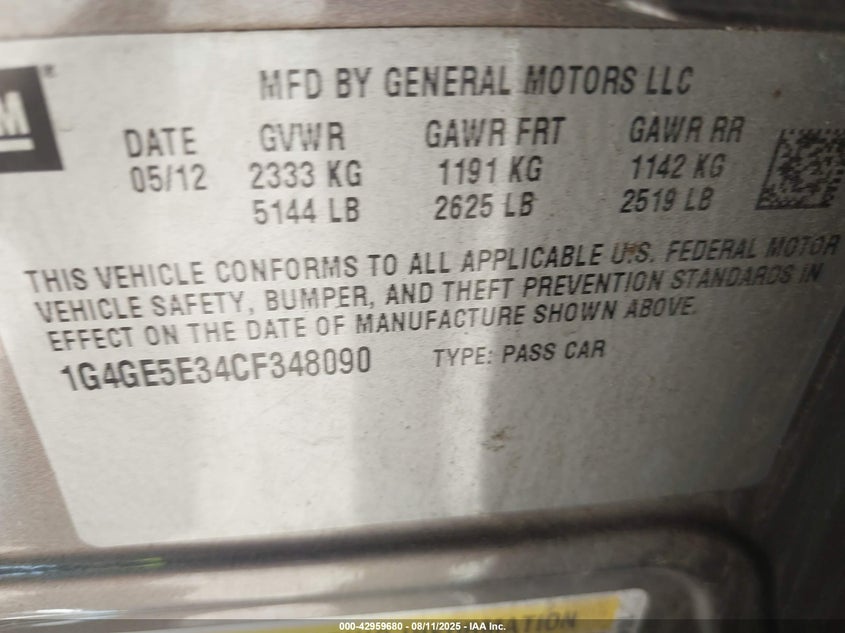 M ®
MFD BY GENERAL MOTORS LLC
DATE GVWR GAWR FRT GAWR RR
05/12 2333 KG 1191 KG 1142 KG
5144 LB 2625 LB 2519 LB
THIS VEHICLE CONFORMS TO ALL APPLICABLE U.S. FEDERAL MOTOR
VEHICLE SAFETY, BUMPER, AND THEFT PREVENTION STANDARDS IN
EFFECT ON THE DATE OF MANUFACTURE SHOWN ABOVE.
1G4GE5E34CF348090 TYPE: PASS CAR
000-42959680 - 08/11/2025 - IAA Inc.